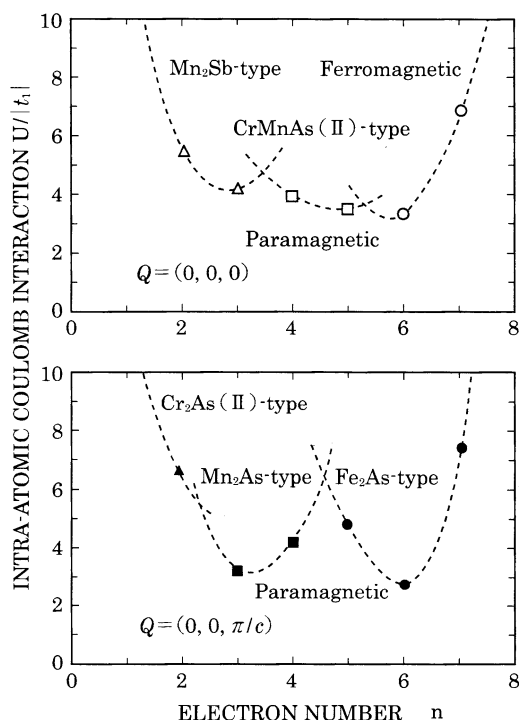 INTRA-ATOMIC COULOMB INTERACTION U/|t₁|
10
8
6
4
2
0
Mn₂Sb-type
Ferromagnetic
CrMnAs(Ⅱ)-type
Paramagnetic
Q=(0, 0, 0)
0 2 4 6 8
10
8
6
4
2
0
Cr₂As(Ⅱ)-type
Mn₂As-type
Fe₂As-type
Paramagnetic
Q=(0, 0, π/c)
0 2 4 6 8
ELECTRON NUMBER n